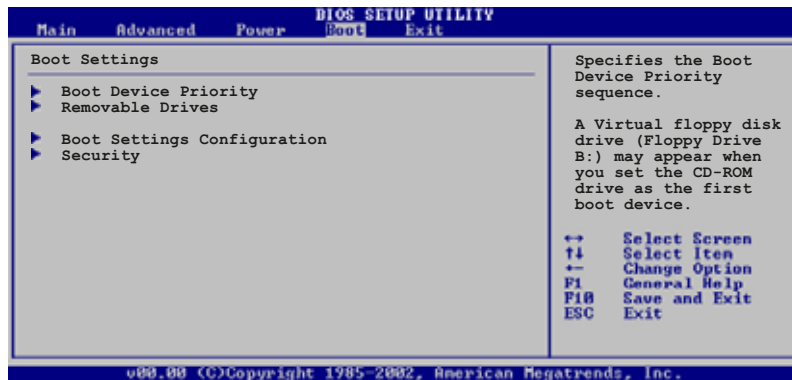 BIOS SETUP UTILITY
Main Advanced Power Boot Exit
Boot Settings
Boot Device Priority
Removable Drives
Boot Settings Configuration
Security
Specifies the Boot
Device Priority
sequence.
A Virtual floppy disk
drive (Floppy Drive
B:) may appear when
you set the CD-ROM
drive as the first
boot device.
↔ Select Screen
↑↓ Select Item
+- Change Option
F1 General Help
F10 Save and Exit
ESC Exit
v00.00 (C)Copyright 1985-2002, American Megatrends, Inc.